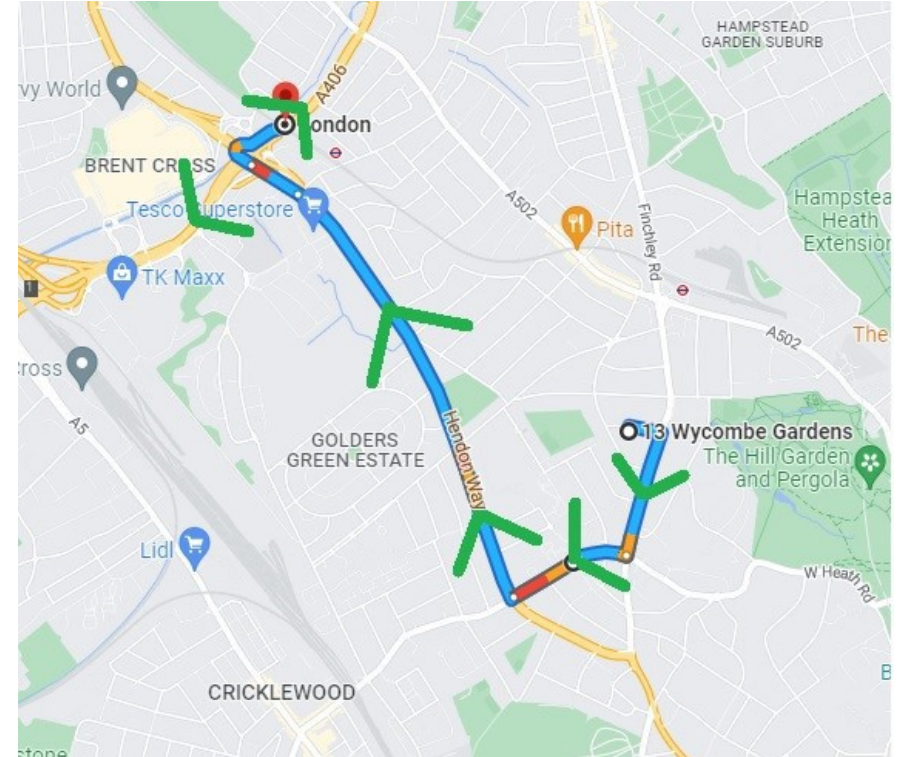 HAMPSTEAD
GARDEN SUBURB
vy World
A406
London
BRENT CROSS
Tesco Superstore
A502
Finchley Rd
Hampstea
Heath
Extension
Pita
TK Maxx
1
A502
The
ross
A5
Hendon Way
13 Wycombe Gardens
GOLDERS
GREEN ESTATE
The Hill Garden
and Pergola
Lidl
W Heath Rd
B
CRICKLEWOOD
stone